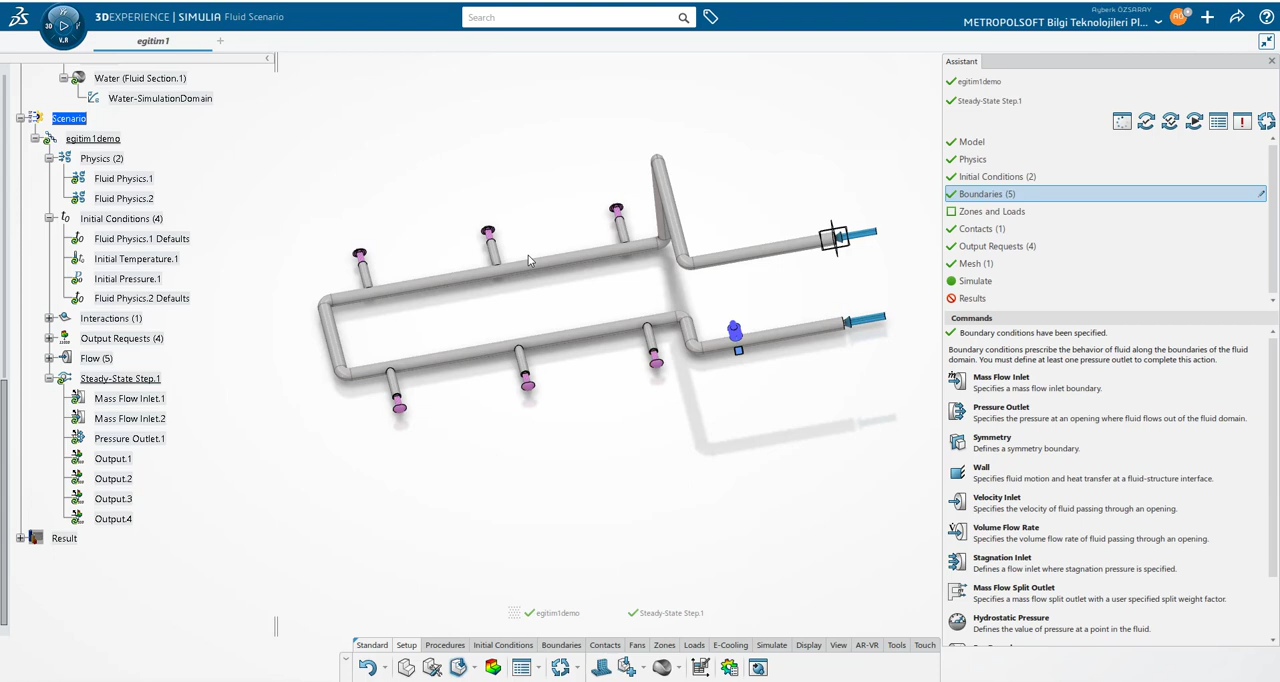 3DEXPERIENCE | SIMULIA Fluid Scenario
Search
Ayberk ÖZSARAY
METROPOLSOFT Bilgi Teknolojileri Pl...
3D
V.R
egitim1
Water (Fluid Section.1)
Water-SimulationDomain
Scenario
egitim1demo
Physics (2)
Fluid Physics.1
Fluid Physics.2
Initial Conditions (4)
Fluid Physics.1 Defaults
Initial Temperature.1
Initial Pressure.1
Fluid Physics.2 Defaults
Interactions (1)
Output Requests (4)
Flow (5)
Steady-State Step.1
Mass Flow Inlet.1
Mass Flow Inlet.2
Pressure Outlet.1
Output.1
Output.2
Output.3
Output.4
Result
egitim1demo
Steady-State Step.1
Assistant
egitim1demo
Steady-State Step.1
Model
Physics
Initial Conditions (2)
Boundaries (5)
Zones and Loads
Contacts (1)
Output Requests (4)
Mesh (1)
Simulate
Results
Commands
Boundary conditions have been specified.
Boundary conditions prescribe the behavior of fluid along the boundaries of the fluid
domain. You must define at least one pressure outlet to complete this action.
Mass Flow Inlet
Specifies a mass flow inlet boundary.
Pressure Outlet
Specifies the pressure at an opening where fluid flows out of the fluid domain.
Symmetry
Defines a symmetry boundary.
Wall
Specifies fluid motion and heat transfer at a fluid-structure interface.
Velocity Inlet
Specifies the velocity of fluid passing through an opening.
Volume Flow Rate
Specifies the volume flow rate of fluid passing through an opening.
Stagnation Inlet
Defines a flow inlet where stagnation pressure is specified.
Mass Flow Split Outlet
Specifies a mass flow split outlet with a user specified split weight factor.
Hydrostatic Pressure
Defines the value of pressure at a point in the fluid.
Standard Setup Procedures Initial Conditions Boundaries Contacts Fans Zones Loads E-Cooling Simulate Display View AR-VR Tools Touch